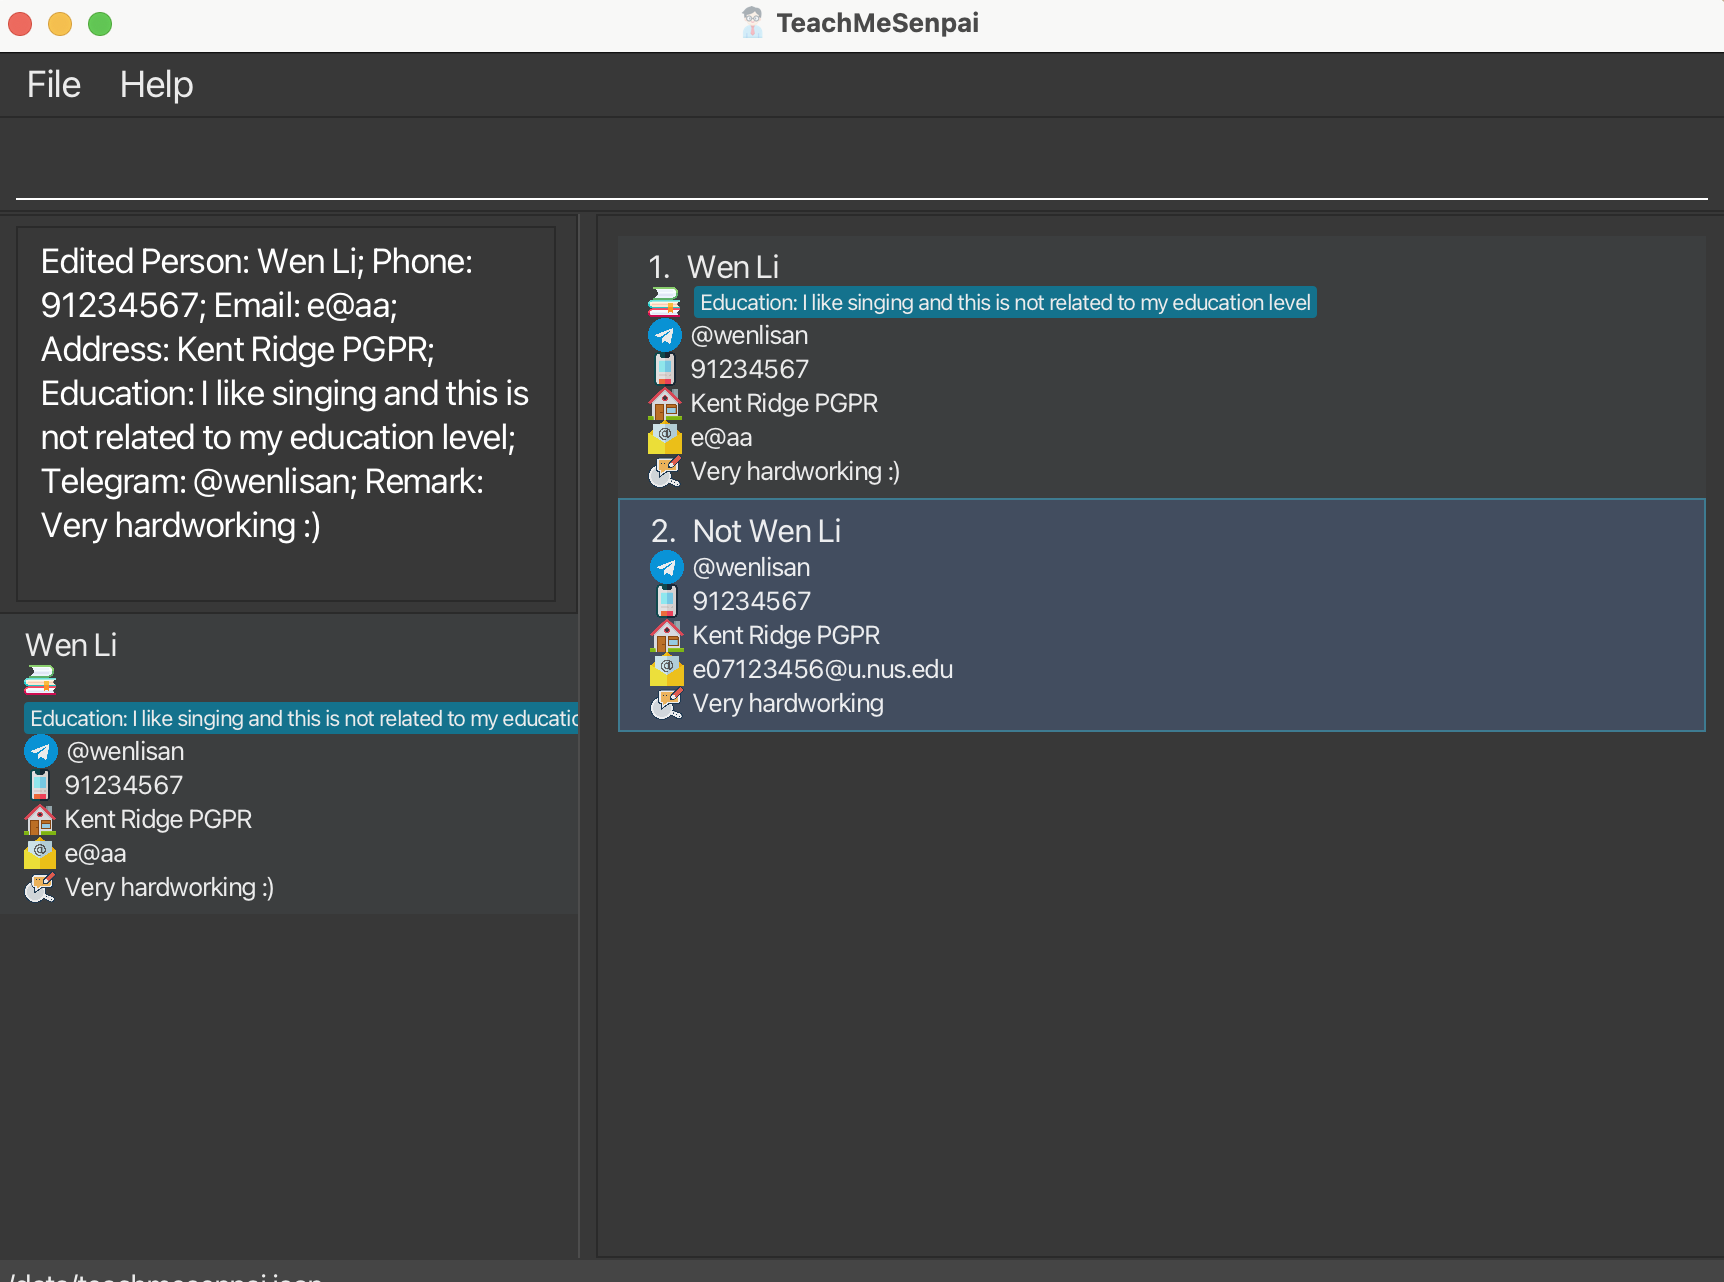 TeachMeSenpai
File Help
Edited Person: Wen Li; Phone:
91234567; Email: e@aa;
Address: Kent Ridge PGPR;
Education: I like singing and this is
not related to my education level;
Telegram: @wenlisan; Remark:
Very hardworking :)
Wen Li
Education: I like singing and this is not related to my educatio
@wenlisan
91234567
Kent Ridge PGPR
e@aa
Very hardworking :)
1. Wen Li
Education: I like singing and this is not related to my education level
@wenlisan
91234567
Kent Ridge PGPR
e@aa
Very hardworking :)
2. Not Wen Li
@wenlisan
91234567
Kent Ridge PGPR
e07123456@u.nus.edu
Very hardworking
/data/teachmesenpai.json